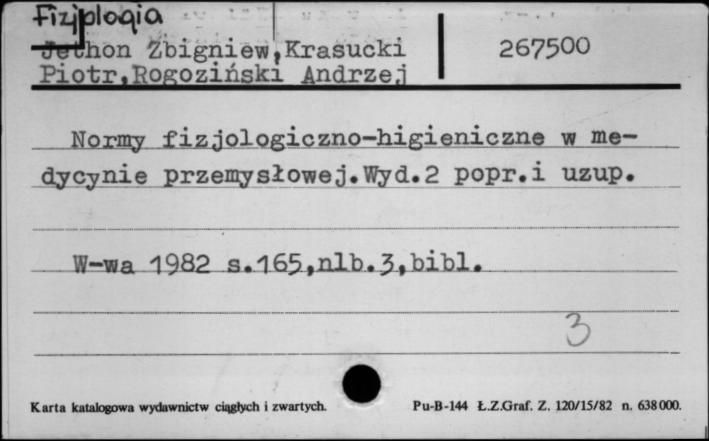 Fizjologia
Jethon Zbigniew,Krasucki
Piotr,Rogoziński Andrzej
267500
Normy fizjologiczno-higieniczne w me-
dycynie przemysłowej.Wyd.2 popr.i uzup.
W-wa 1982 s.165,nlb.3,bibl.
3
Karta katalogowa wydawnictw ciągłych i zwartych.
Pu-B-144 Ł.Z.Graf. Z. 120/15/82 n. 638000.